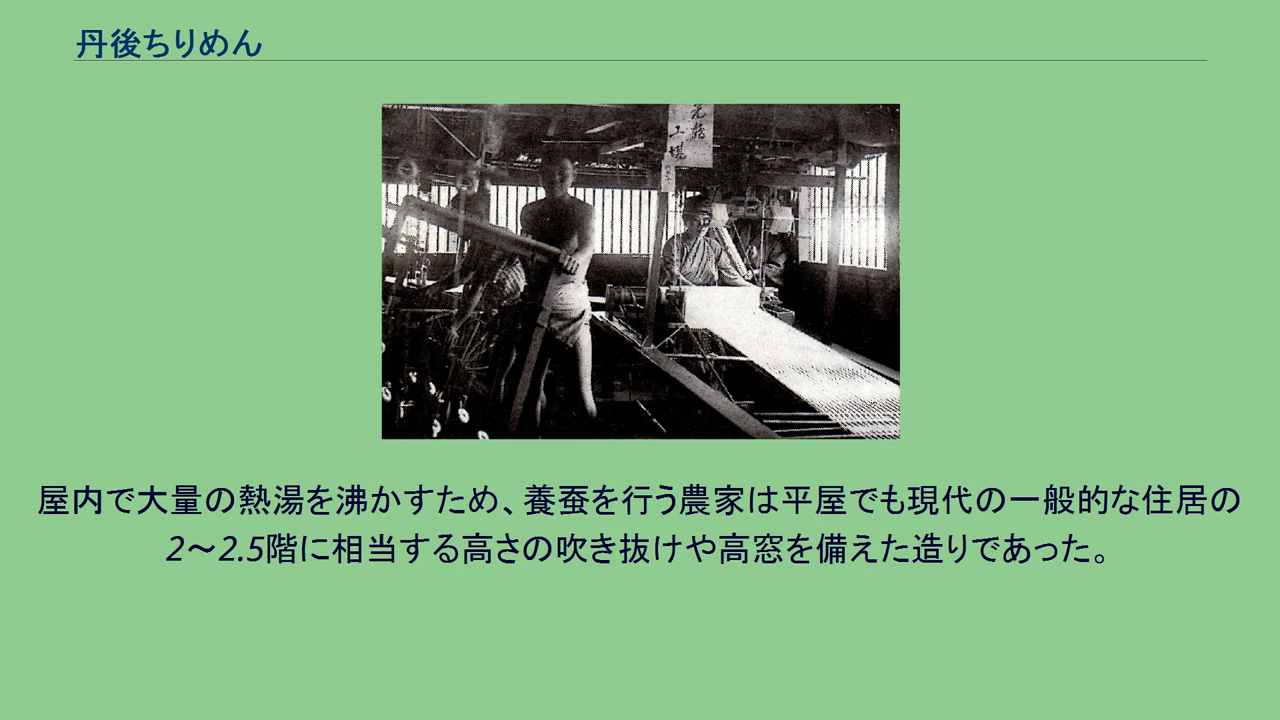 丹後ちりめん
工場
屋内で大量の熱湯を沸かすため、養蚕を行う農家は平屋でも現代の一般的な住居の
2～2.5階に相当する高さの吹き抜けや高窓を備えた造りであった。